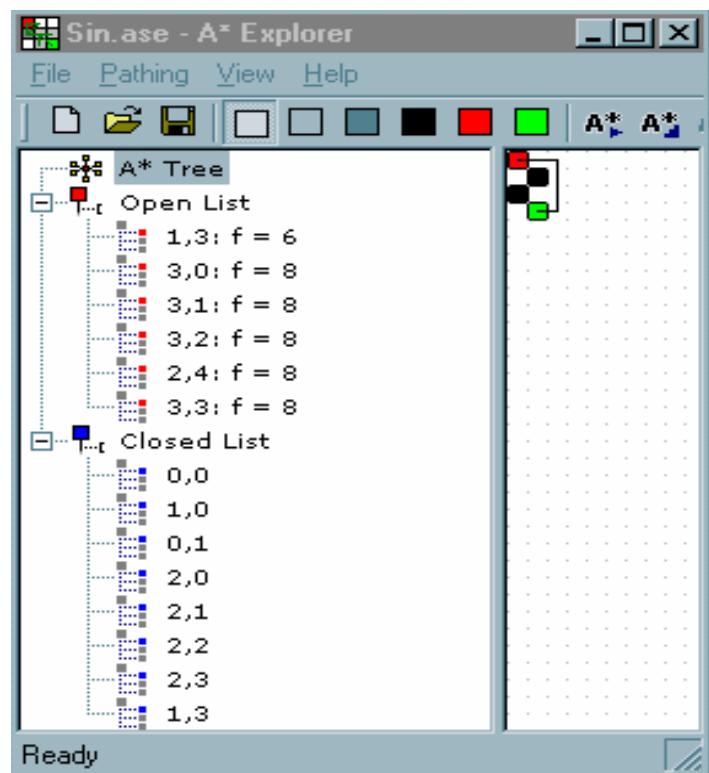 Sin.ase - A* Explorer
File Pathing View Help
A* A*
A* Tree
Open List
1,3: f = 6
3,0: f = 8
3,1: f = 8
3,2: f = 8
2,4: f = 8
3,3: f = 8
Closed List
0,0
1,0
0,1
2,0
2,1
2,2
2,3
1,3
Ready